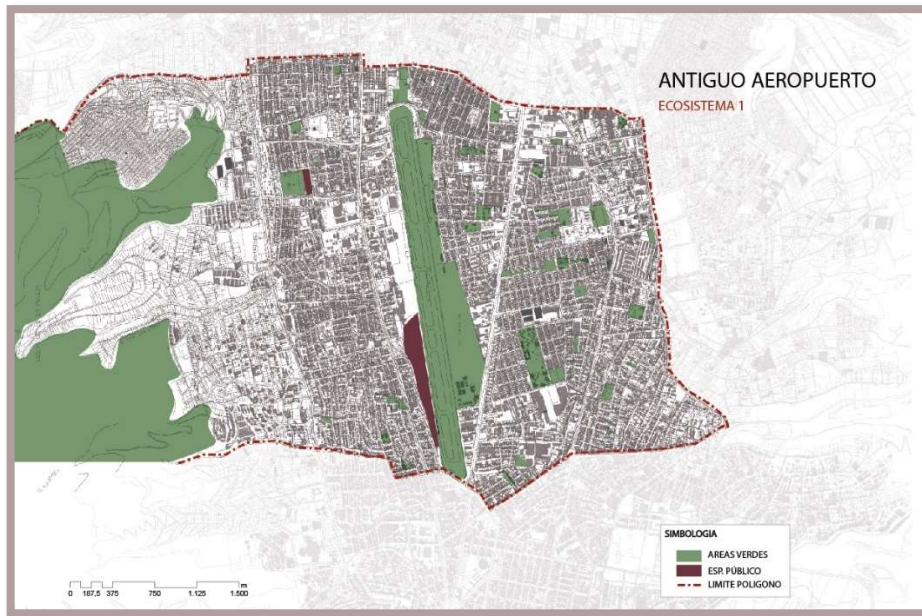 ANTIGUO AEROPUERTO
ECOSISTEMA 1
SIMBOLOGIA
AREAS VERDES
ESP. PÚBLICO
LIMITE POLIGONO
0 187,5 375 750 1.125 1.500 m